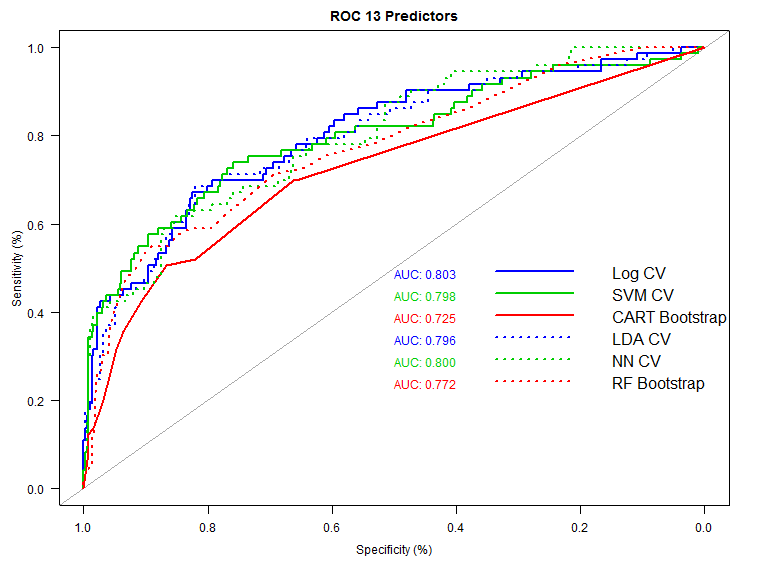 ROC 13 Predictors
Sensitivity (%)
1.0
0.8
0.6
0.4
0.2
0.0
AUC: 0.803 Log CV
AUC: 0.798 SVM CV
AUC: 0.725 CART Bootstrap
AUC: 0.796 LDA CV
AUC: 0.800 NN CV
AUC: 0.772 RF Bootstrap
1.0 0.8 0.6 0.4 0.2 0.0
Specificity (%)